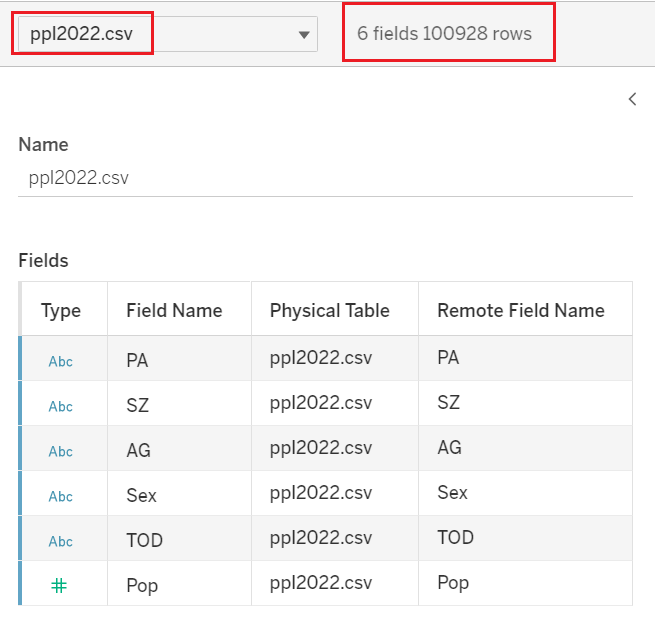 ppl2022.csv 6 fields 100928 rows
Name
ppl2022.csv
Fields
Type Field Name Physical Table Remote Field Name
Abc PA ppl2022.csv PA
Abc SZ ppl2022.csv SZ
Abc AG ppl2022.csv AG
Abc Sex ppl2022.csv Sex
Abc TOD ppl2022.csv TOD
# Pop ppl2022.csv Pop